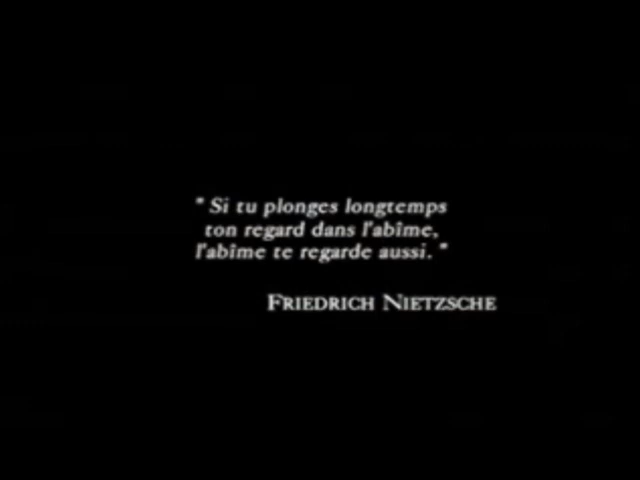 " Si tu plonges longtemps
ton regard dans l'abîme,
l'abîme te regarde aussi. "
FRIEDRICH NIETZSCHE